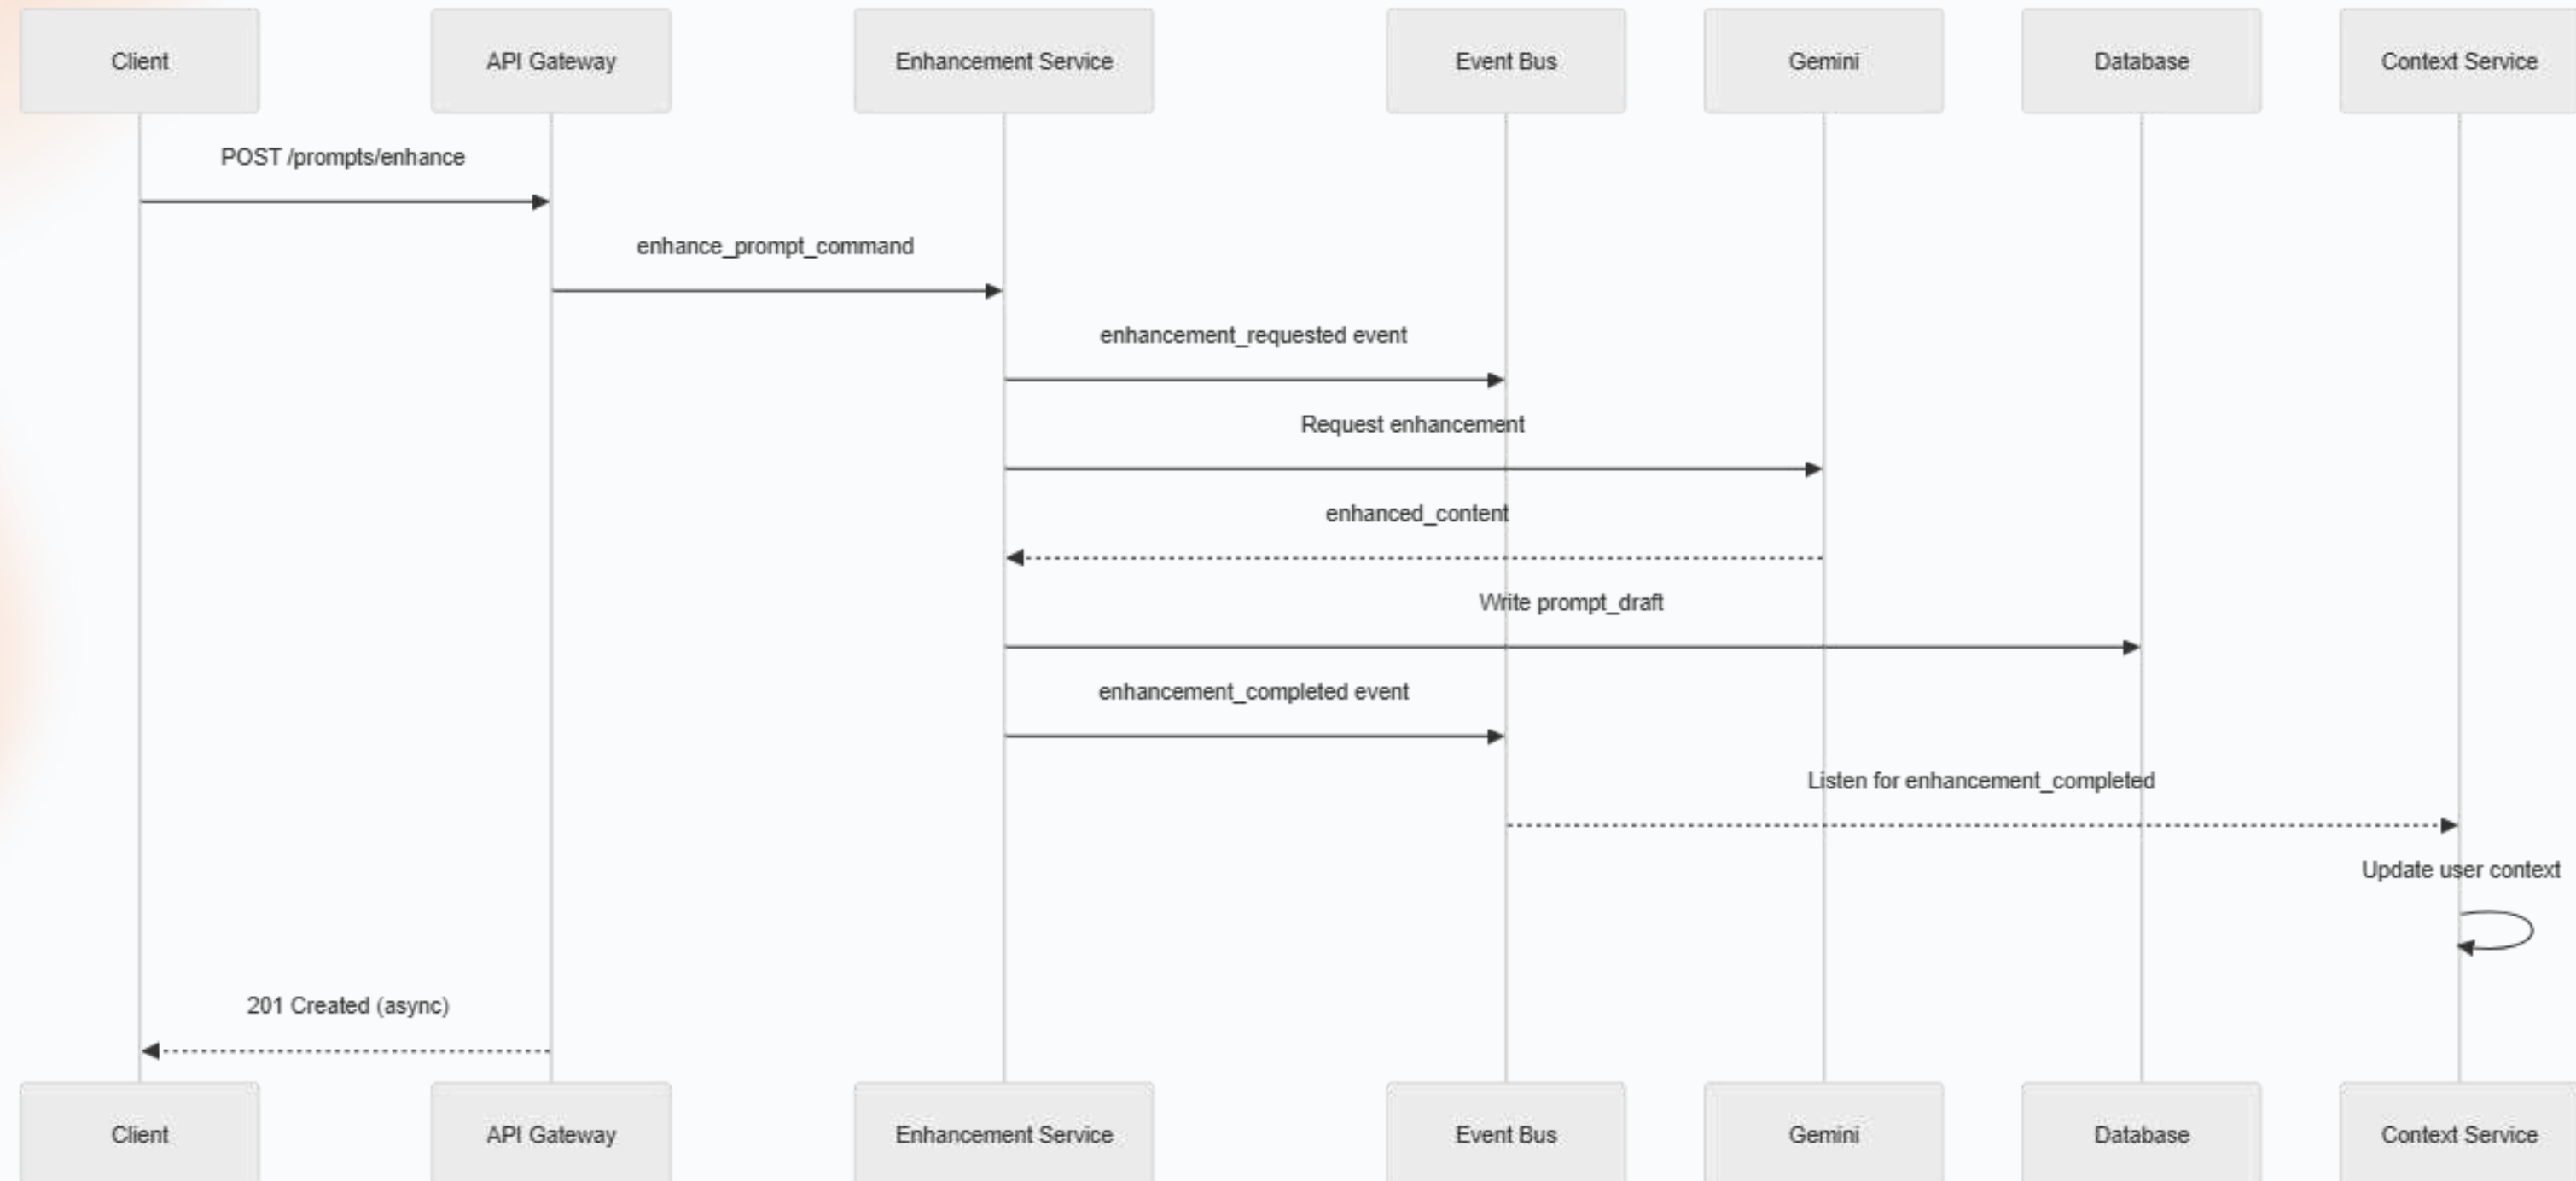 Client
API Gateway
Enhancement Service
Event Bus
Gemini
Database
Context Service
POST /prompts/enhance
enhance_prompt_command
enhancement_requested event
Request enhancement
enhanced_content
Write prompt_draft
enhancement_completed event
Listen for enhancement_completed
Update user context
201 Created (async)
Client
API Gateway
Enhancement Service
Event Bus
Gemini
Database
Context Service